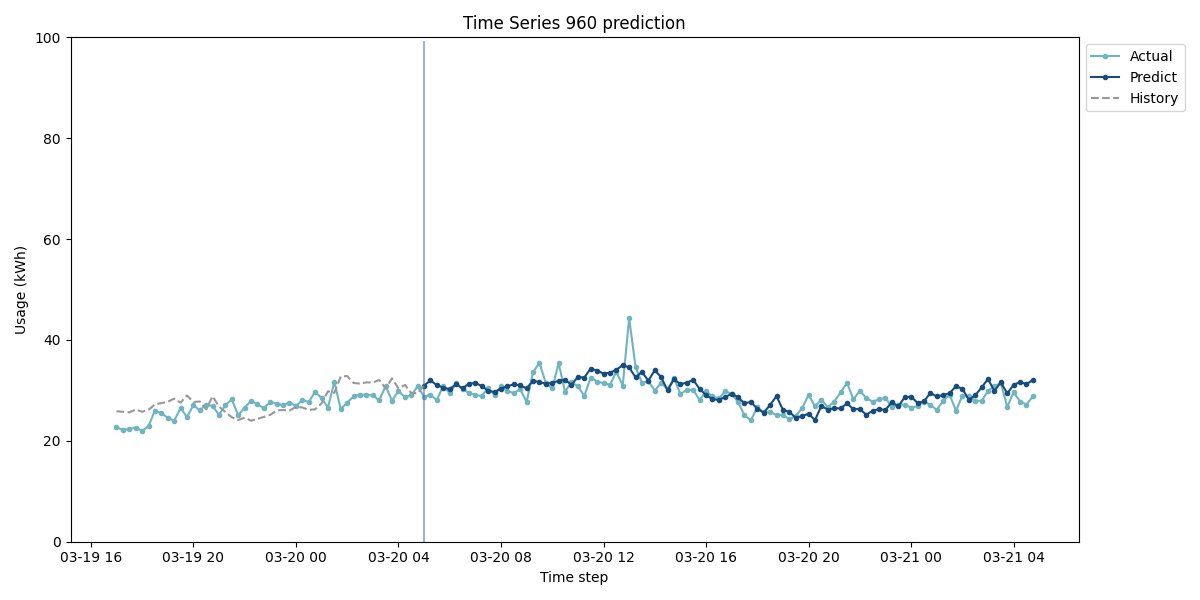 Time Series 960 prediction
100
80
60
40
20
0
Usage (kWh)
03-19 16
03-19 20
03-20 00
03-20 04
03-20 08
03-20 12
03-20 16
03-20 20
03-21 00
03-21 04
Time step
Actual
Predict
History